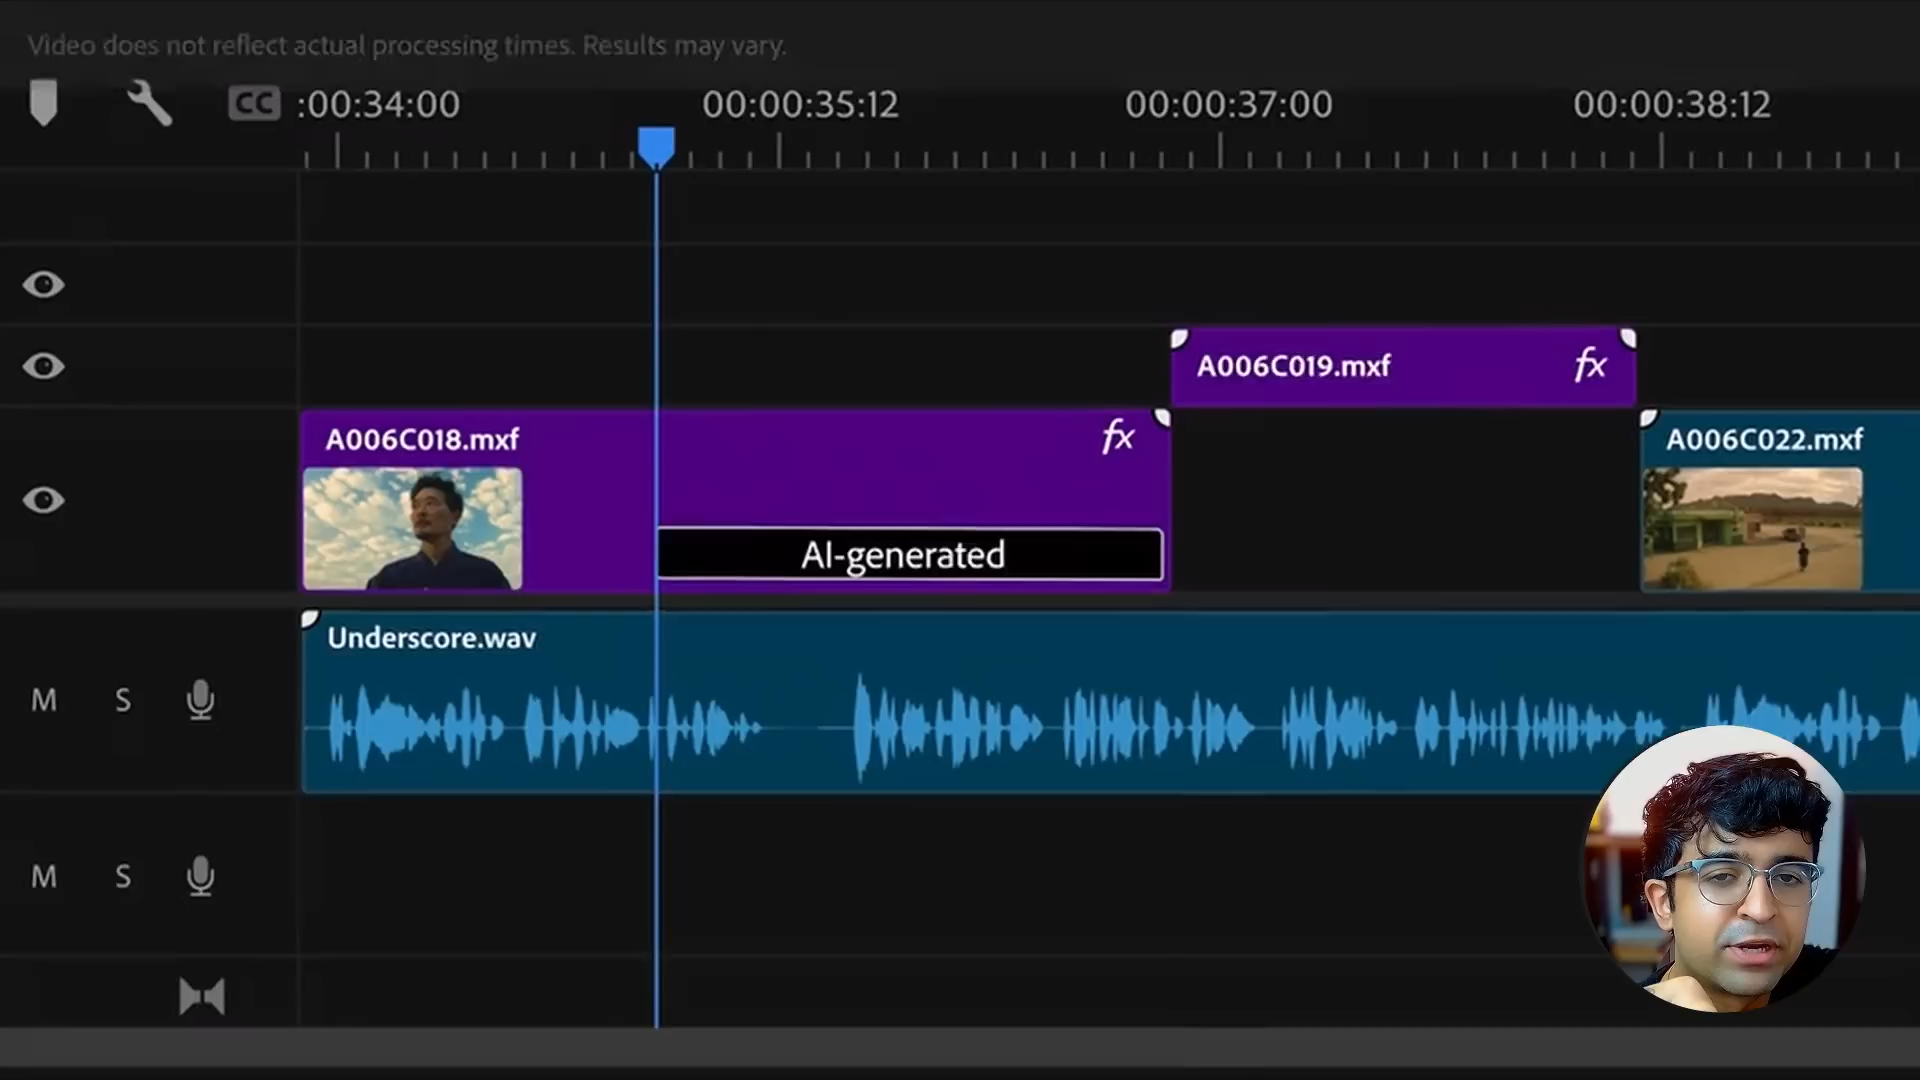 Video does not reflect actual processing times. Results may vary.
CC
:00:34:00
00:00:35:12
00:00:37:00
00:00:38:12
A006C019.mxf
fx
A006C018.mxf
fx
A006C022.mxf
AI-generated
Underscore.wav
M S
M S